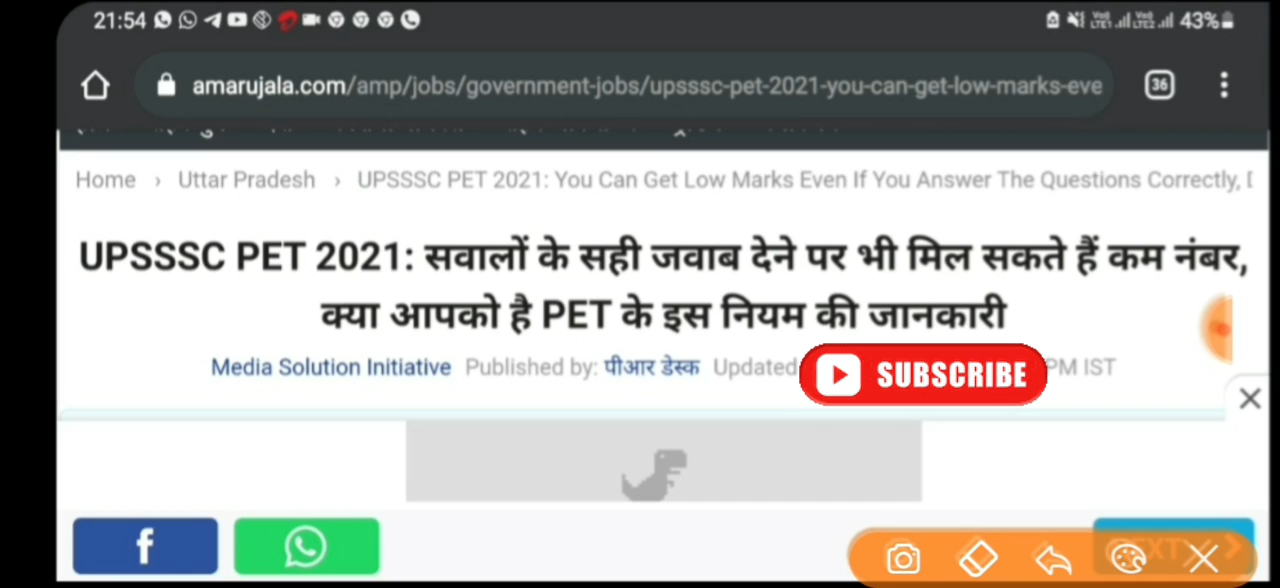 21:54 43%
amarujala.com/amp/jobs/government-jobs/upsssc-pet-2021-you-can-get-low-marks-eve 36
Home › Uttar Pradesh › UPSSSC PET 2021: You Can Get Low Marks Even If You Answer The Questions Correctly,
UPSSSC PET 2021: सवालों के सही जवाब देने पर भी मिल सकते हैं कम नंबर,
क्या आपको है PET के इस नियम की जानकारी
Media Solution Initiative Published by: पीआर डेस्क Updated PM IST
SUBSCRIBE
NEXT